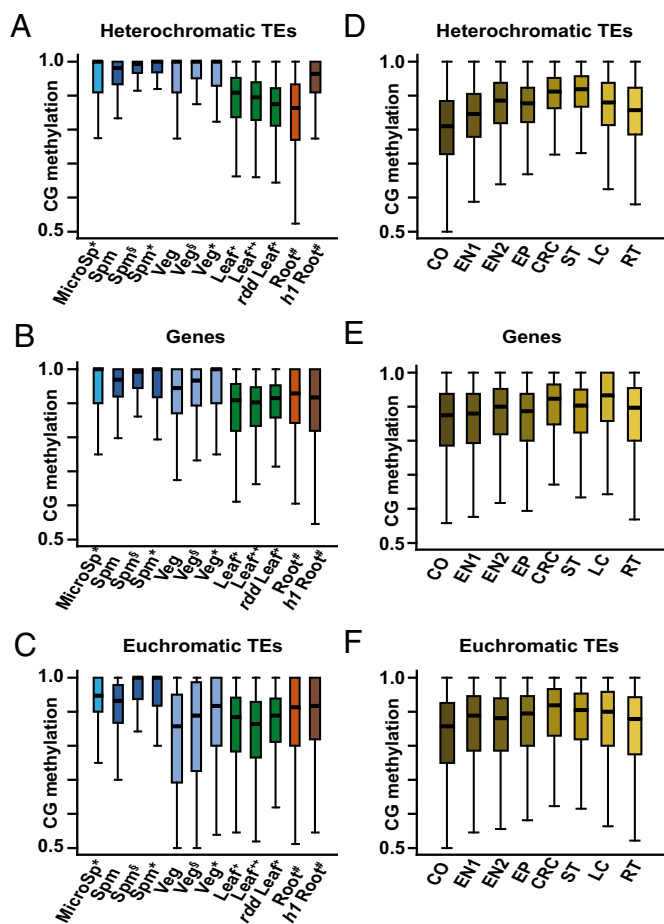 A
Heterochromatic TEs
CG methylation
1.0
0.5
MicroSp*
Spm
Spm§
Spm*
Veg
Veg§
Veg*
Leaf+
Leaf++
rdd Leaf+
Root#
h1 Root#
D
Heterochromatic TEs
CG methylation
1.0
0.5
CO
EN1
EN2
EP
CRC
ST
LC
RT
B
Genes
CG methylation
1.0
0.5
MicroSp*
Spm
Spm§
Spm*
Veg
Veg§
Veg*
Leaf+
Leaf++
rdd Leaf+
Root#
h1 Root#
E
Genes
CG methylation
1.0
0.5
CO
EN1
EN2
EP
CRC
ST
LC
RT
C
Euchromatic TEs
CG methylation
1.0
0.5
MicroSp*
Spm
Spm§
Spm*
Veg
Veg§
Veg*
Leaf+
Leaf++
rdd Leaf+
Root#
h1 Root#
F
Euchromatic TEs
CG methylation
1.0
0.5
CO
EN1
EN2
EP
CRC
ST
LC
RT